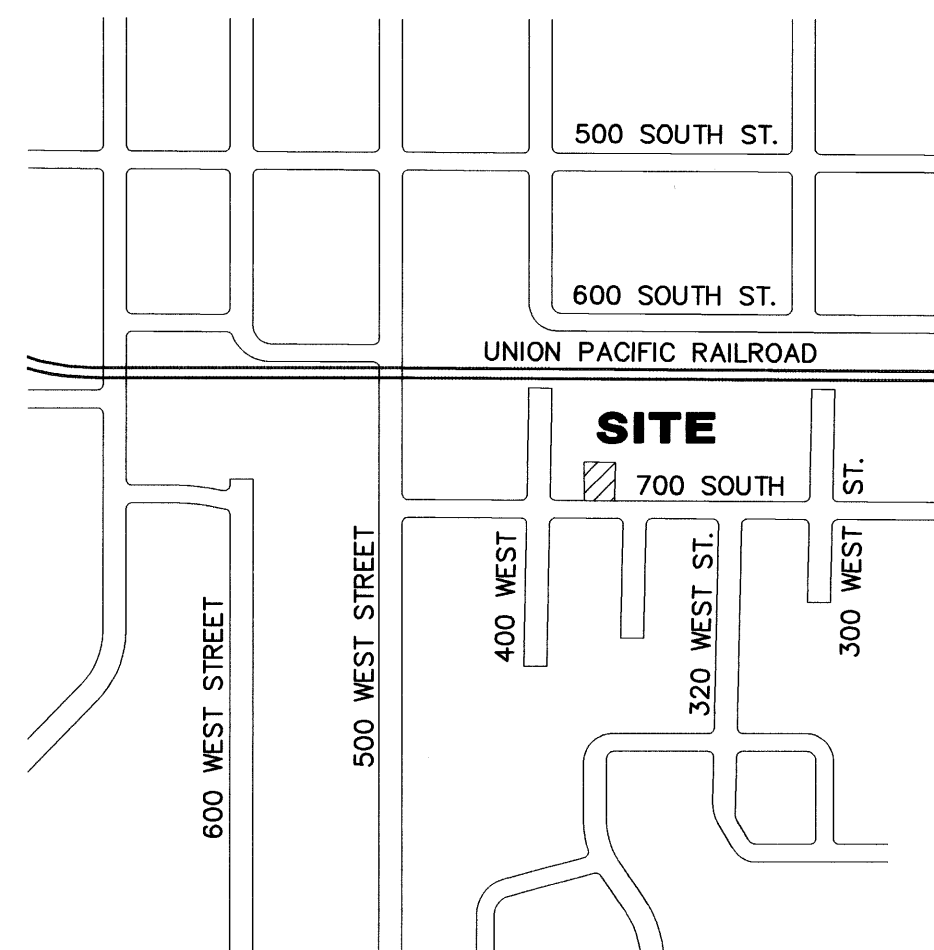 500 SOUTH ST.
600 SOUTH ST.
UNION PACIFIC RAILROAD
SITE
700 SOUTH
ST.
300 WEST
400 WEST
320 WEST ST.
500 WEST STREET
600 WEST STREET